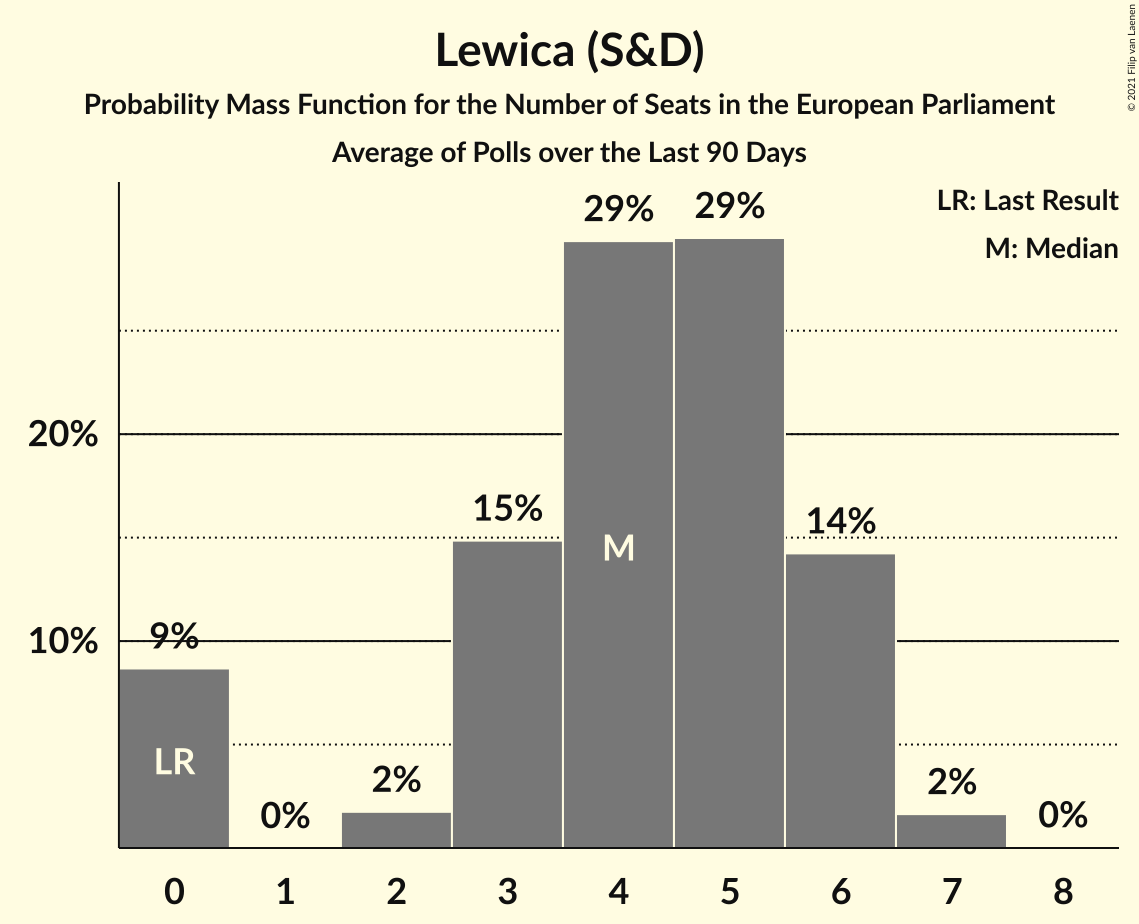 Lewica (S&D)
Probability Mass Function for the Number of Seats in the European Parliament
Average of Polls over the Last 90 Days
© 2021 Filip van Laenen
LR: Last Result
M: Median
29%
29%
20%
15%
14%
M
10%
9%
LR
2%
2%
0%
0%
0 1 2 3 4 5 6 7 8